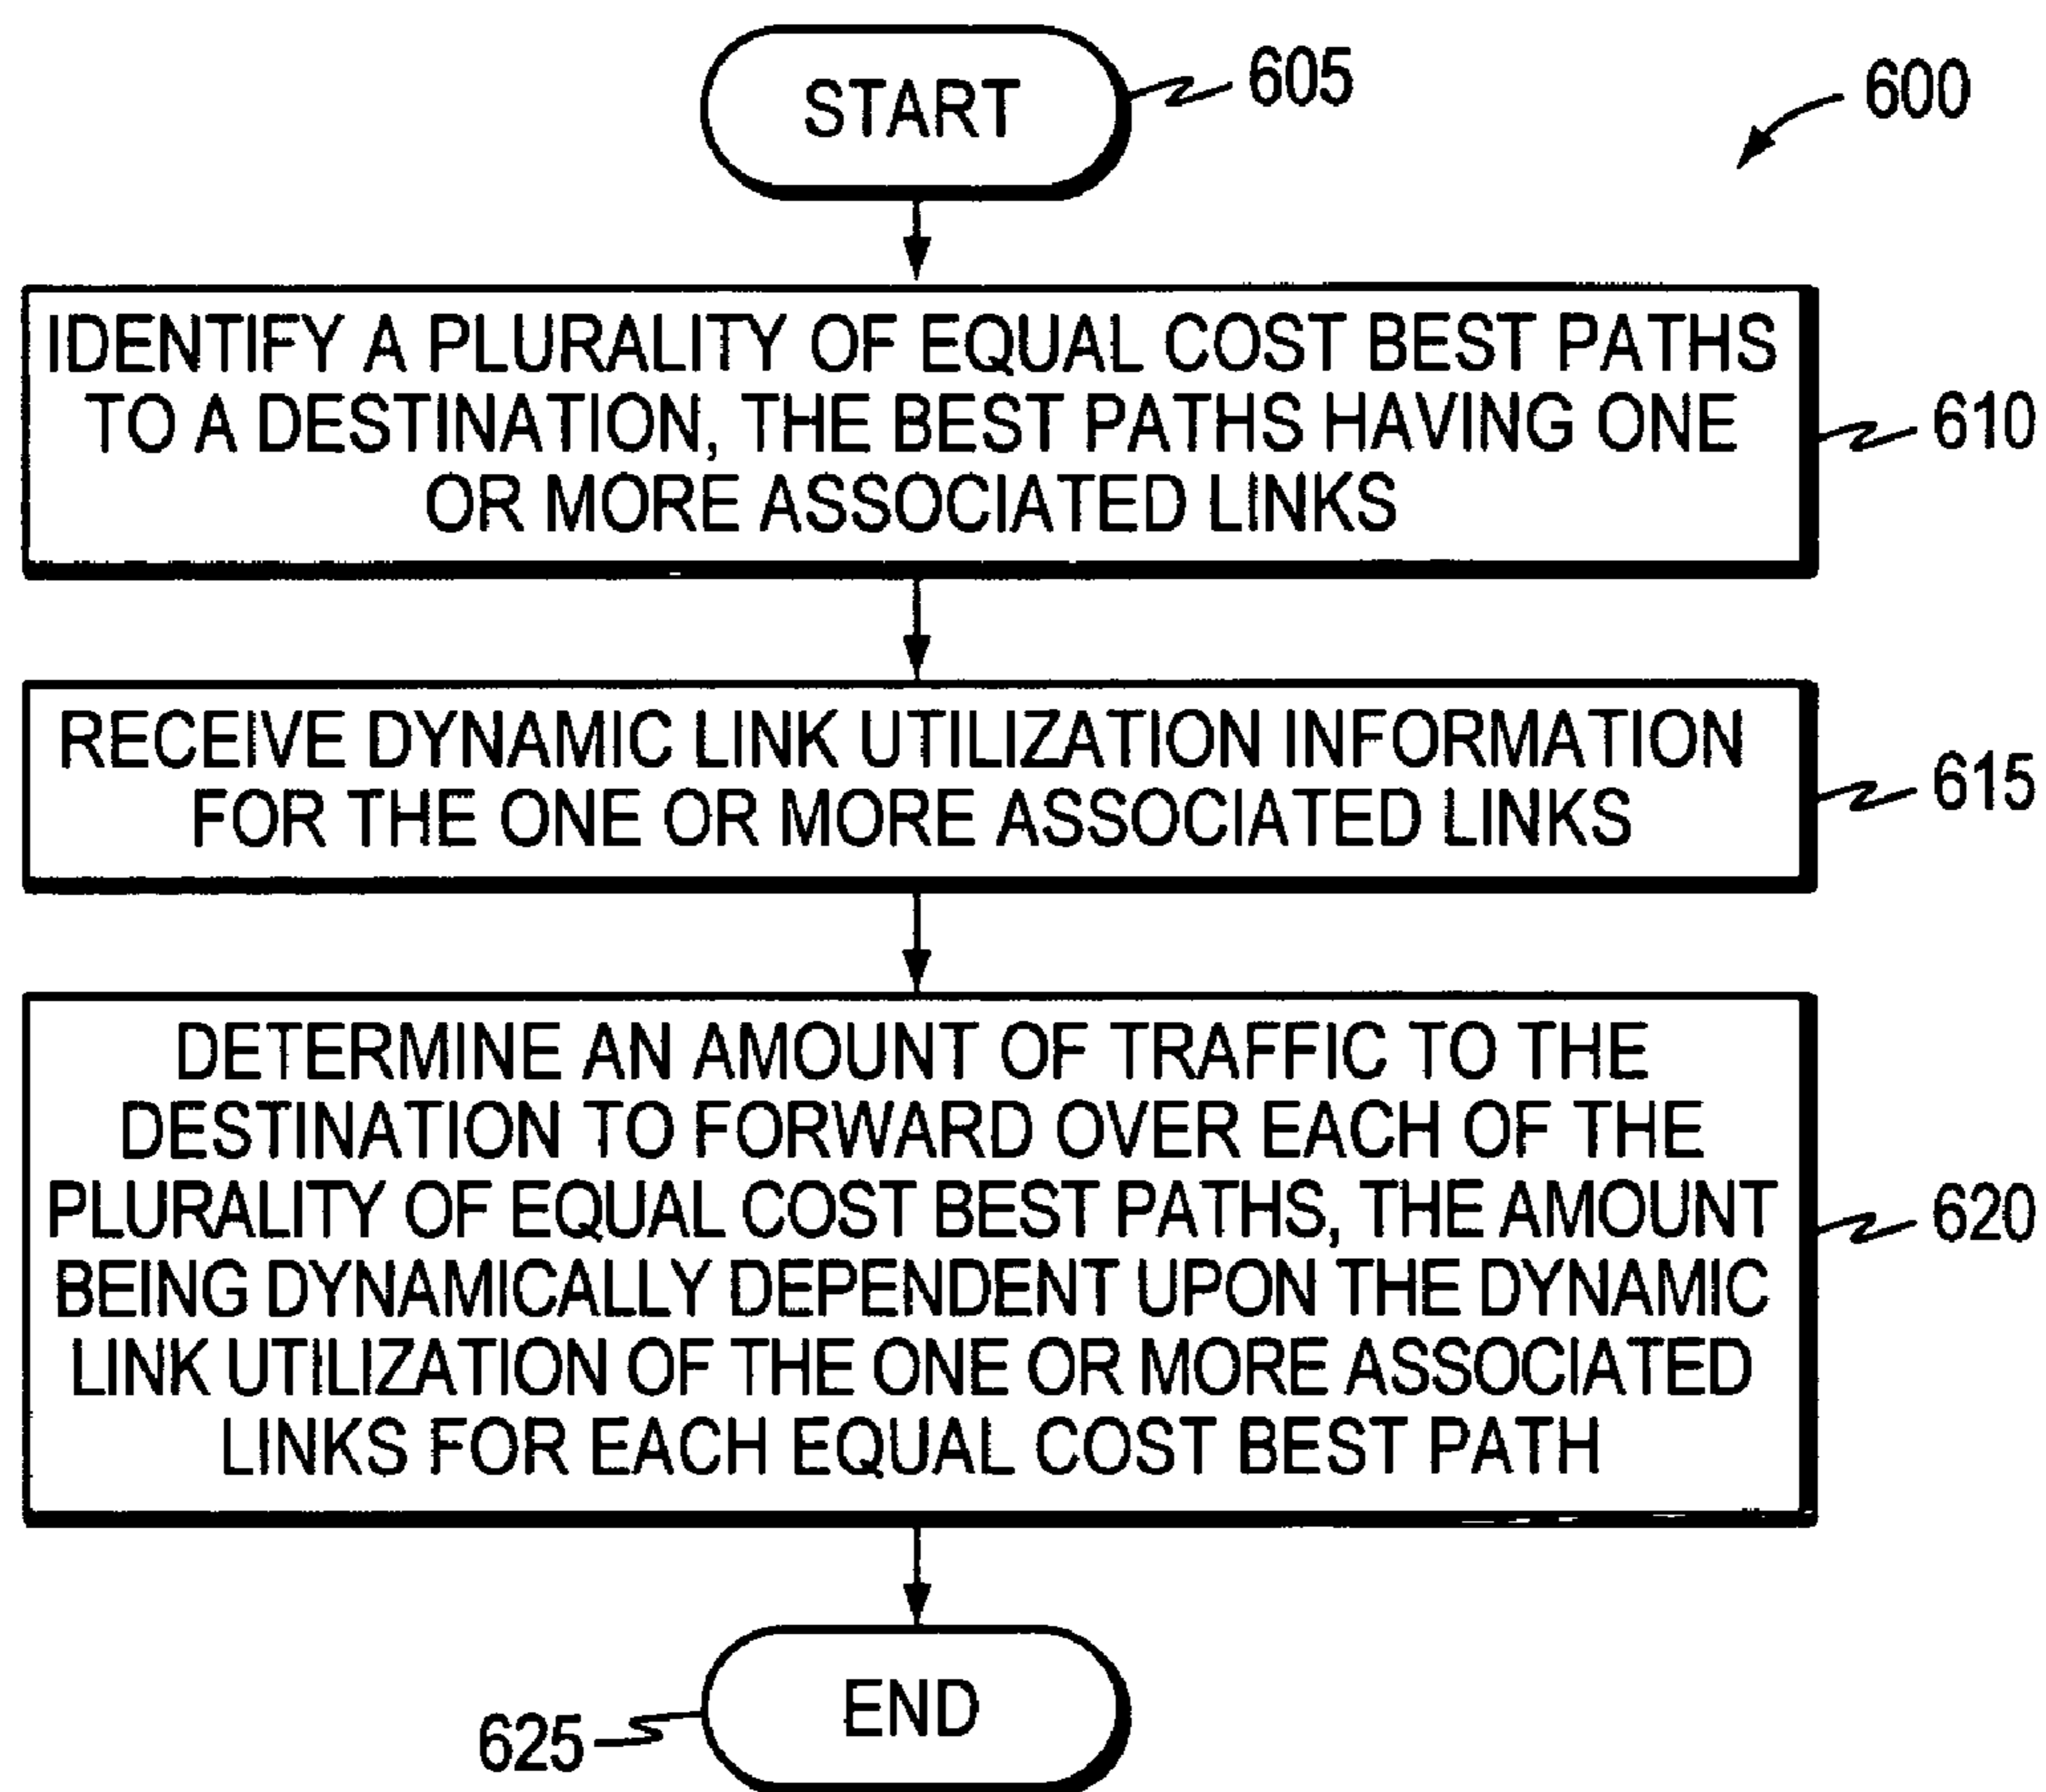 START
605
600
IDENTIFY A PLURALITY OF EQUAL COST BEST PATHS
TO A DESTINATION, THE BEST PATHS HAVING ONE
OR MORE ASSOCIATED LINKS
610
RECEIVE DYNAMIC LINK UTILIZATION INFORMATION
FOR THE ONE OR MORE ASSOCIATED LINKS
615
DETERMINE AN AMOUNT OF TRAFFIC TO THE
DESTINATION TO FORWARD OVER EACH OF THE
PLURALITY OF EQUAL COST BEST PATHS, THE AMOUNT
BEING DYNAMICALLY DEPENDENT UPON THE DYNAMIC
LINK UTILIZATION OF THE ONE OR MORE ASSOCIATED
LINKS FOR EACH EQUAL COST BEST PATH
620
END
625